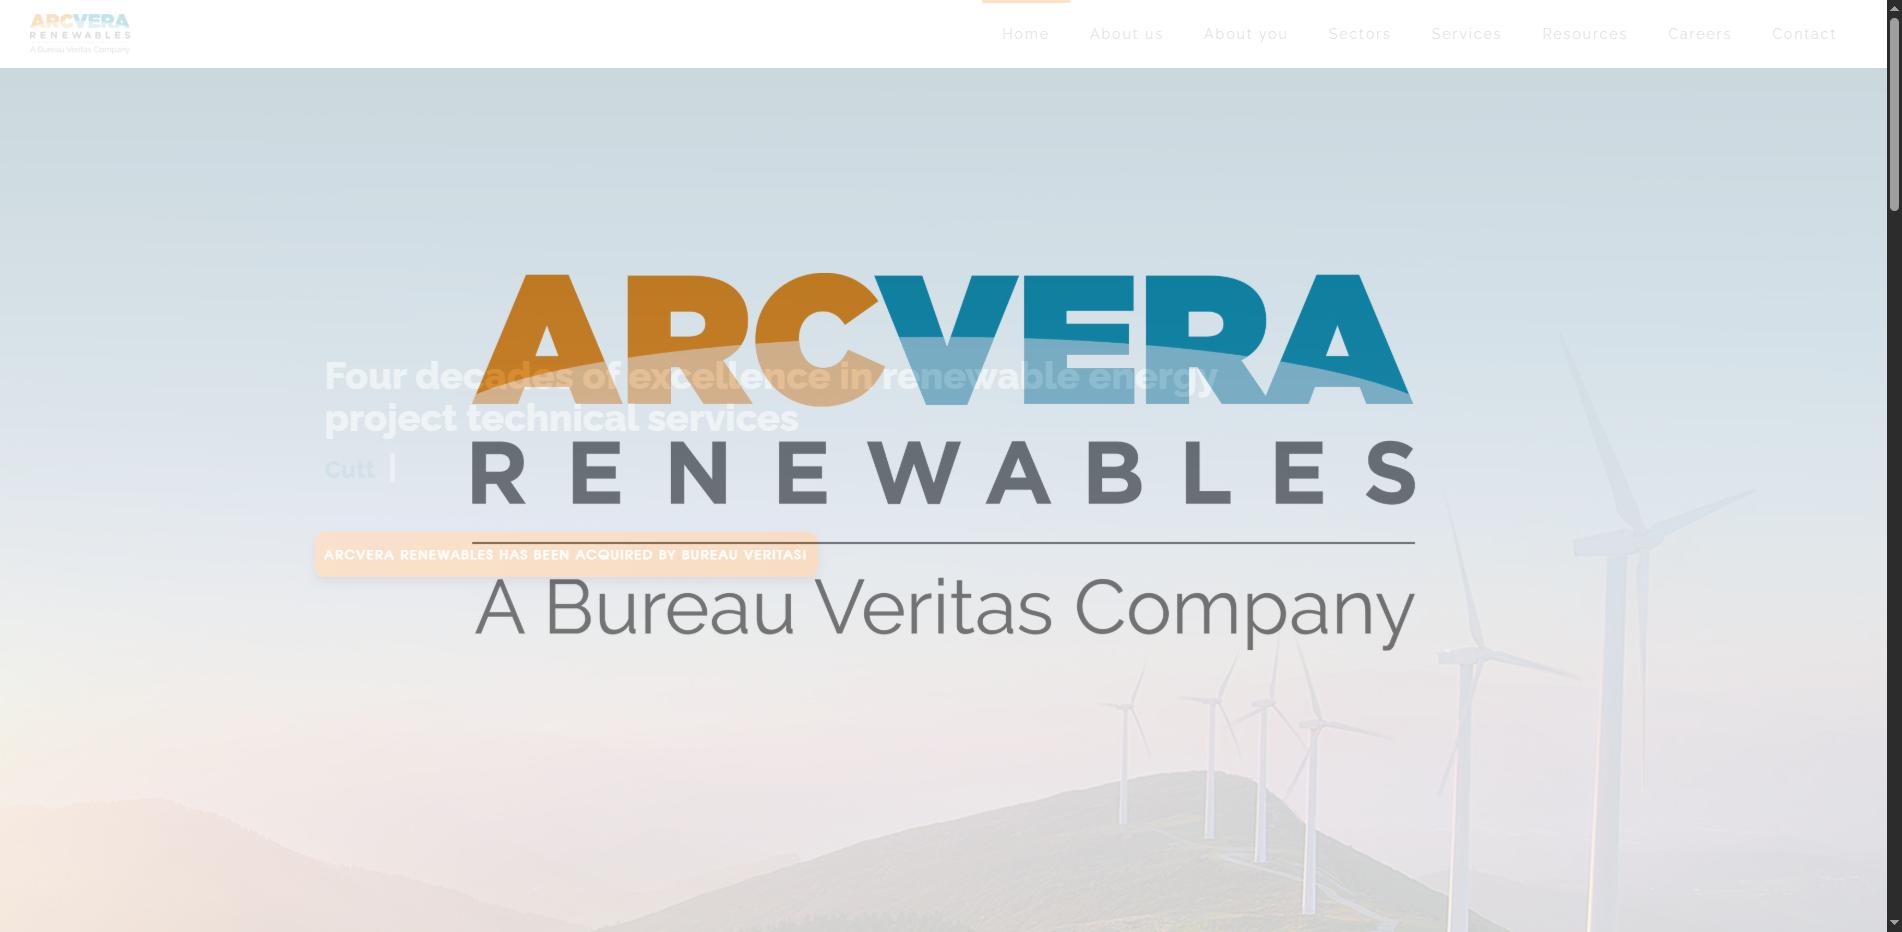 ARCVERA
RENEWABLES
A Bureau Veritas Company
Home About us About you Sectors Services Resources Careers Contact
ARCVERA
RENEWABLES
A Bureau Veritas Company
Four decades of excellence in renewable energy
project technical services
Cutt
ARCVERA RENEWABLES HAS BEEN ACQUIRED BY BUREAU VERITAS!